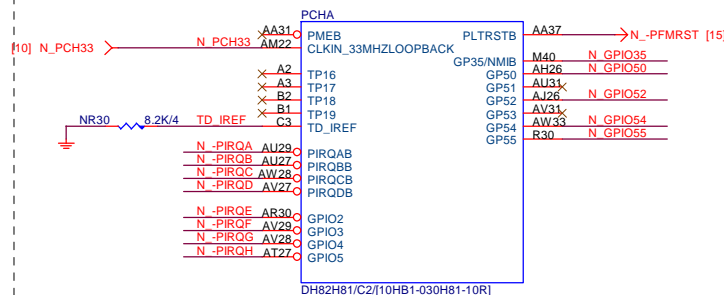 PCHA
AA31 PMEB PLTRSTB AA37 N_-PFMRST [15]
[10] N_PCH33 N_PCH33 AM22 CLKIN_33MHZLOOPBACK
GP35/NMIB M40 N_GPIO35
A2 TP16 GP50 AH26 N_GPIO50
A3 TP17 GP51 AU31
B2 TP18 GP52 AJ26 N_GPIO52
B1 TP19 GP53 AV31
NR30 8.2K/4 TD_IREF C3 TD_IREF GP54 AW33 N_GPIO54
GP55 R30 N_GPIO55
N_-PIRQA AU29 PIRQAB
N_-PIRQB AU27 PIRQBB
N_-PIRQC AW28 PIRQCB
N_-PIRQD AV27 PIRQDB
N_-PIRQE AR30 GPIO2
N_-PIRQF AV29 GPIO3
N_-PIRQG AV28 GPIO4
N_-PIRQH AT27 GPIO5
DH82H81/C2/[10HB1-030H81-10R]